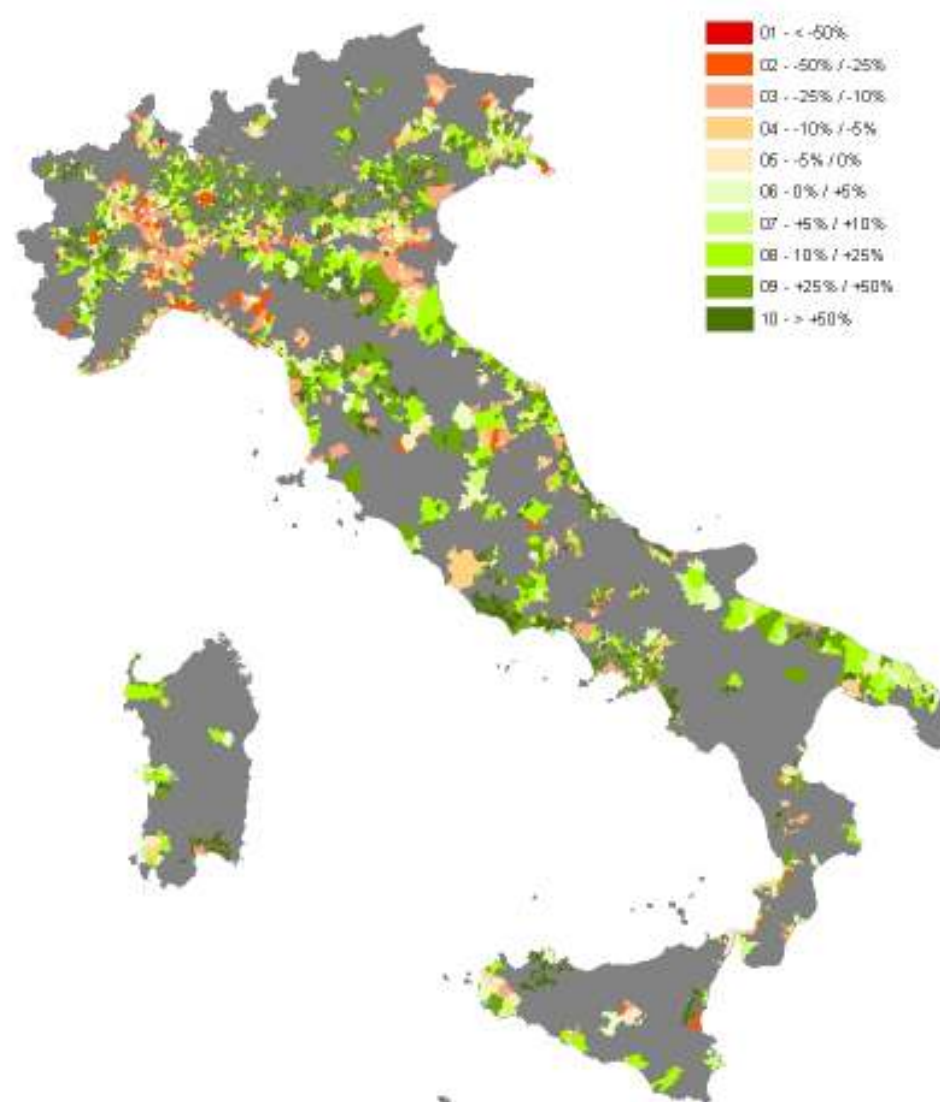 01 - < -50%
02 - -50% / -25%
03 - -25% / -10%
04 - -10% / -5%
05 - -5% / 0%
06 - 0% / +5%
07 - +5% / +10%
08 - 10% / +25%
09 - +25% / +50%
10 - > +50%